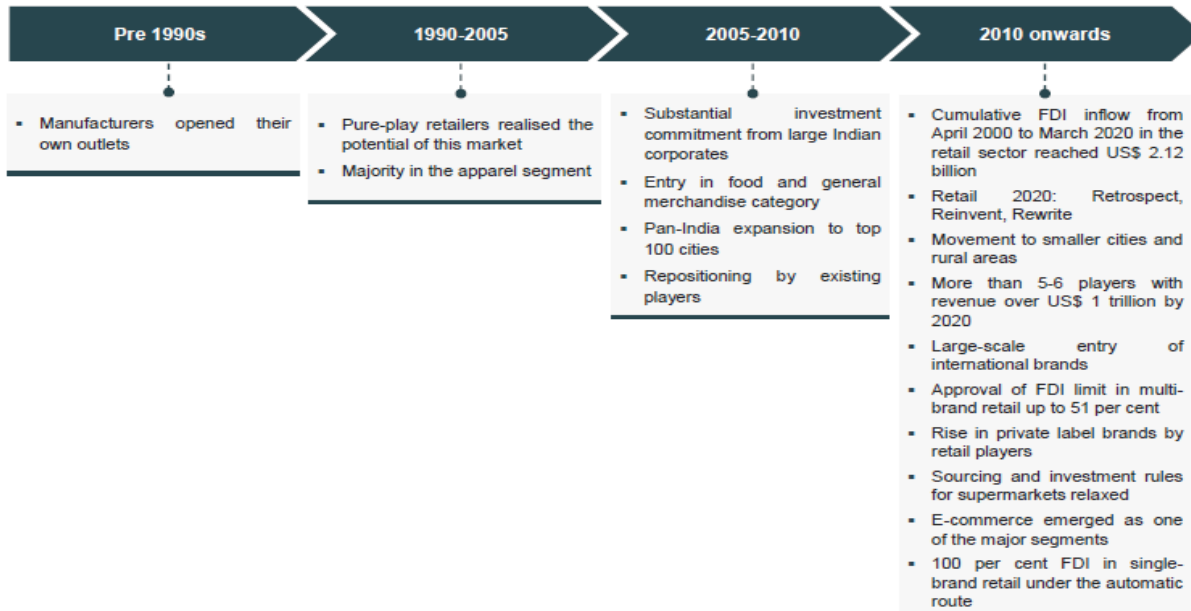 Pre 1990s
1990-2005
2005-2010
2010 onwards
▪ Manufacturers opened their
own outlets
▪ Pure-play retailers realised the
potential of this market
▪ Majority in the apparel segment
▪ Substantial investment
commitment from large Indian
corporates
▪ Entry in food and general
merchandise category
▪ Pan-India expansion to top
100 cities
▪ Repositioning by existing
players
▪ Cumulative FDI inflow from
April 2000 to March 2020 in the
retail sector reached US$ 2.12
billion
▪ Retail 2020: Retrospect,
Reinvent, Rewrite
▪ Movement to smaller cities and
rural areas
▪ More than 5-6 players with
revenue over US$ 1 trillion by
2020
▪ Large-scale entry of
international brands
▪ Approval of FDI limit in multi-
brand retail up to 51 per cent
▪ Rise in private label brands by
retail players
▪ Sourcing and investment rules
for supermarkets relaxed
▪ E-commerce emerged as one
of the major segments
▪ 100 per cent FDI in single-
brand retail under the automatic
route